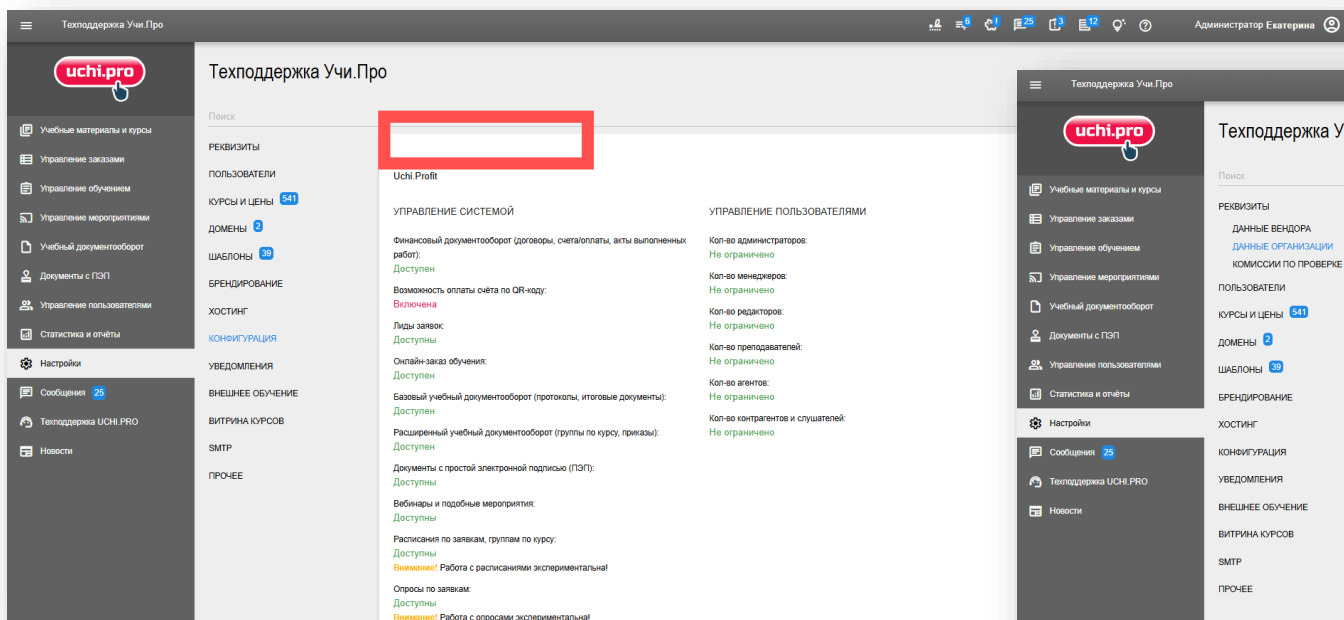 Техподдержка Учи.Про
6
!
25
3
12
Администратор Екатерина
uchi.pro
Учебные материалы и курсы
Управление заказами
Управление обучением
Управление мероприятиями
Учебный документооборот
Документы с ПЭП
Управление пользователями
Статистика и отчёты
Настройки
Сообщения 25
Техподдержка UCHI.PRO
Новости
Техподдержка Учи.Про
Поиск
РЕКВИЗИТЫ
ПОЛЬЗОВАТЕЛИ
КУРСЫ И ЦЕНЫ 541
ДОМЕНЫ 2
ШАБЛОНЫ 39
БРЕНДИРОВАНИЕ
ХОСТИНГ
КОНФИГУРАЦИЯ
УВЕДОМЛЕНИЯ
ВНЕШНЕЕ ОБУЧЕНИЕ
ВИТРИНА КУРСОВ
SMTP
ПРОЧЕЕ
Uchi.Profit
УПРАВЛЕНИЕ СИСТЕМОЙ
Финансовый документооборот (договоры, счета/оплаты, акты выполненных
работ):
Доступен
Возможность оплаты счёта по QR-коду:
Включена
Лиды заявок:
Доступны
Онлайн-заказ обучения:
Доступен
Базовый учебный документооборот (протоколы, итоговые документы):
Доступен
Расширенный учебный документооборот (группы по курсу, приказы):
Доступен
Документы с простой электронной подписью (ПЭП):
Доступны
Вебинары и подобные мероприятия:
Доступны
Расписания по заявкам, группам по курсу:
Доступны
Внимание! Работа с расписаниями экспериментальна!
Опросы по заявкам:
Доступны
Внимание! Работа с опросами экспериментальна!
УПРАВЛЕНИЕ ПОЛЬЗОВАТЕЛЯМИ
Кол-во администраторов:
Не ограничено
Кол-во менеджеров:
Не ограничено
Кол-во редакторов:
Не ограничено
Кол-во преподавателей:
Не ограничено
Кол-во агентов:
Не ограничено
Кол-во контрагентов и слушателей:
Не ограничено
Техподдержка Учи.Про
uchi.pro
Учебные материалы и курсы
Управление заказами
Управление обучением
Управление мероприятиями
Учебный документооборот
Документы с ПЭП
Управление пользователями
Статистика и отчёты
Настройки
Сообщения 25
Техподдержка UCHI.PRO
Новости
Техподдержка У
Поиск
РЕКВИЗИТЫ
ДАННЫЕ ВЕНДОРА
ДАННЫЕ ОРГАНИЗАЦИИ
КОМИССИИ ПО ПРОВЕРКЕ
ПОЛЬЗОВАТЕЛИ
КУРСЫ И ЦЕНЫ 541
ДОМЕНЫ 2
ШАБЛОНЫ 39
БРЕНДИРОВАНИЕ
ХОСТИНГ
КОНФИГУРАЦИЯ
УВЕДОМЛЕНИЯ
ВНЕШНЕЕ ОБУЧЕНИЕ
ВИТРИНА КУРСОВ
SMTP
ПРОЧЕЕ